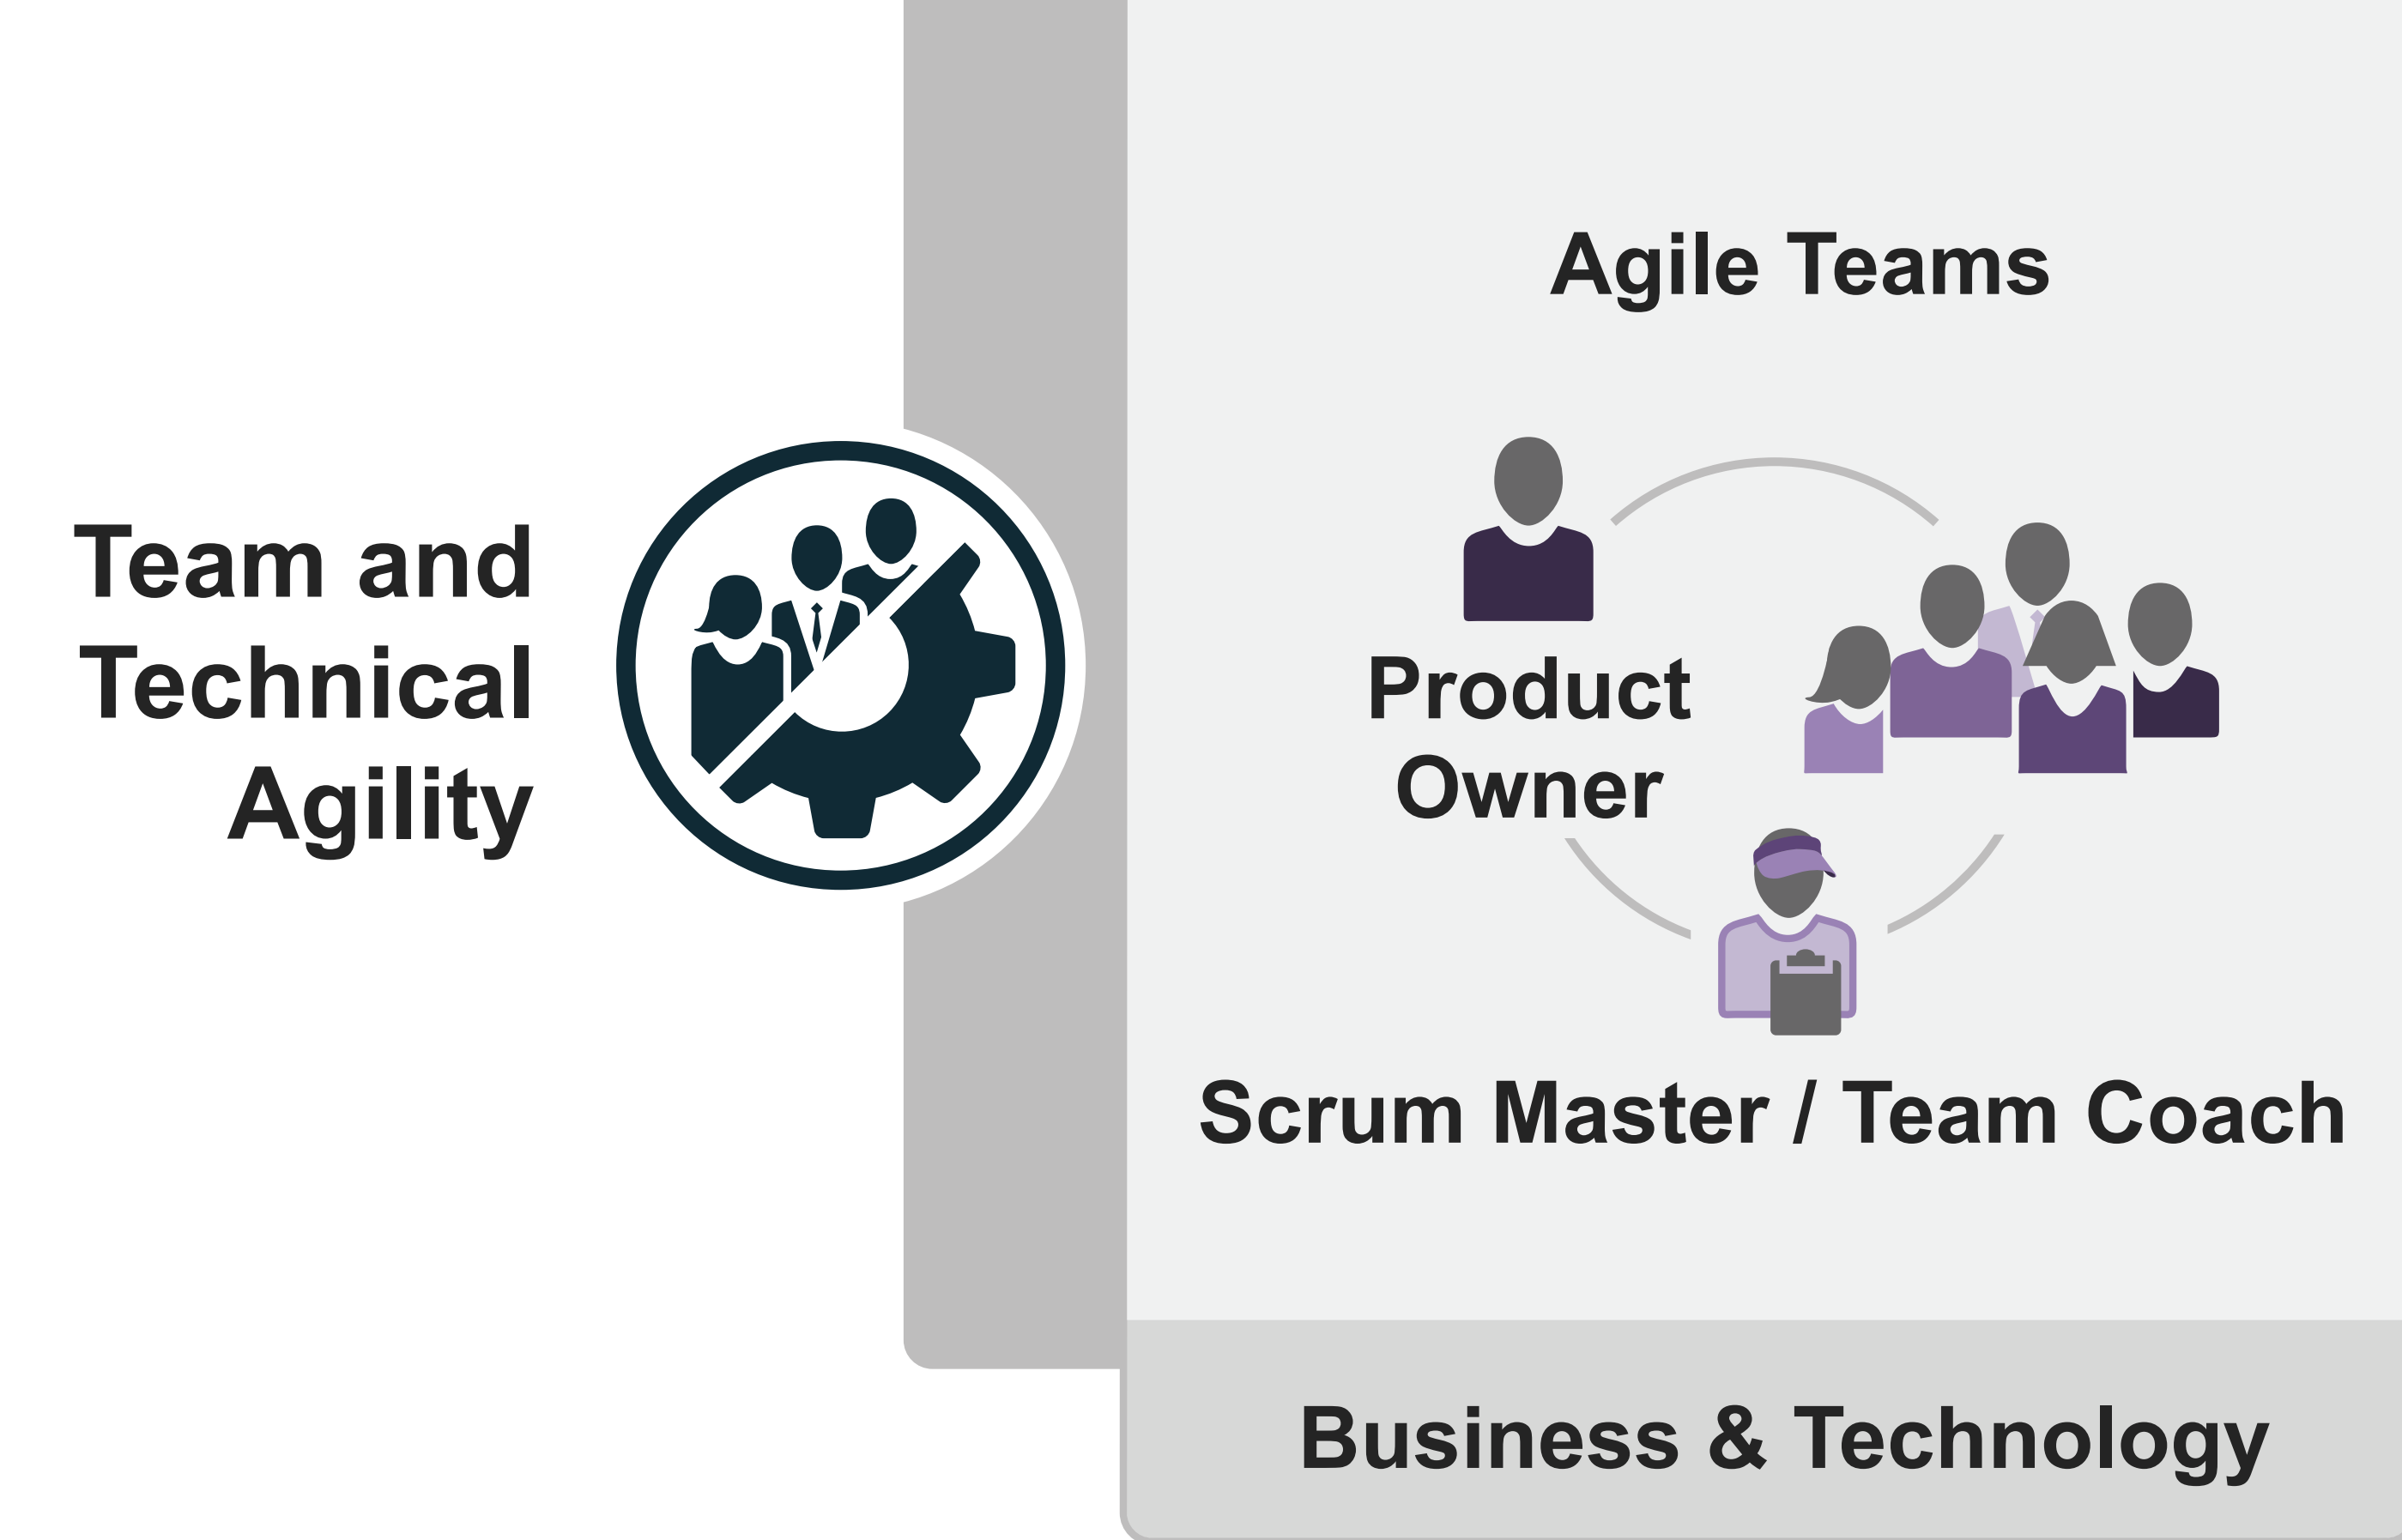 Team and
Technical
Agility
Agile Teams
Product
Owner
Scrum Master / Team Coach
Business & Technology